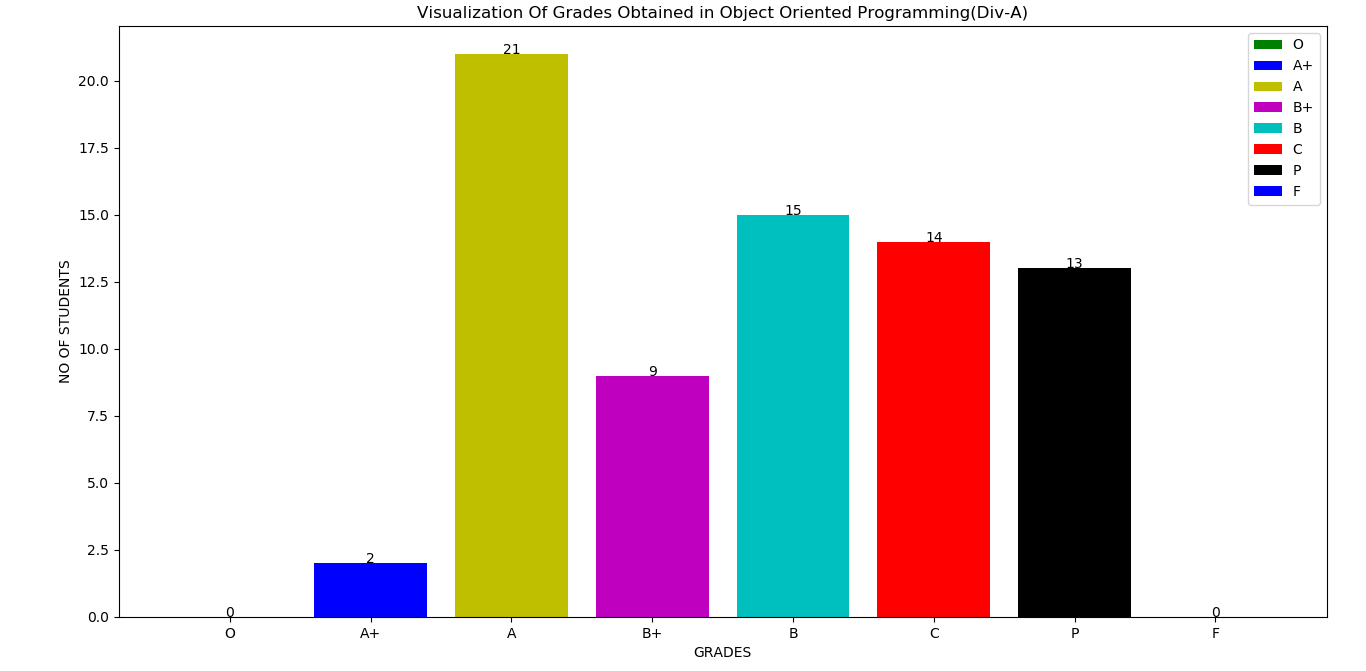 Visualization Of Grades Obtained in Object Oriented Programming(Div-A)
O
A+
A
B+
B
C
P
F
NO OF STUDENTS
20.0
17.5
15.0
12.5
10.0
7.5
5.0
2.5
0.0
0
2
21
9
15
14
13
0
O A+ A B+ B C P F
GRADES